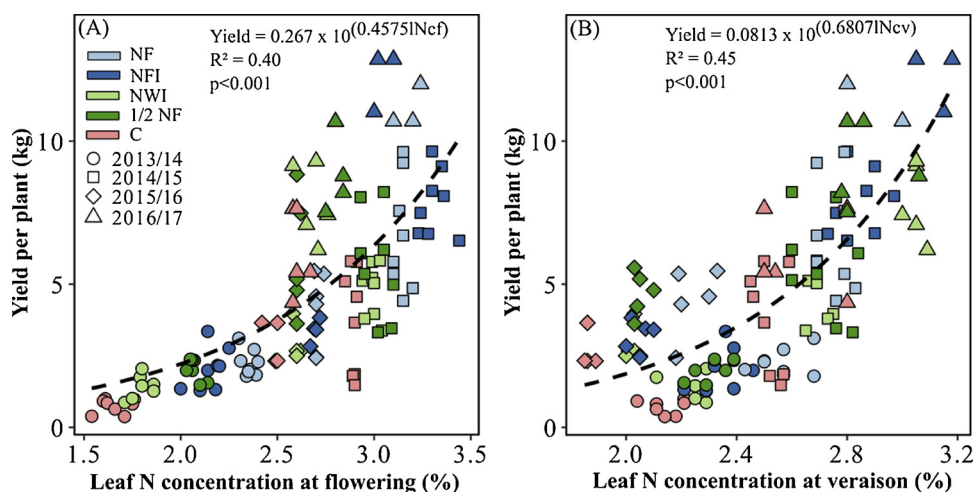 (A)
Yield = 0.267 x 10(0.4575lNcf)
R² = 0.40
p<0.001
NF
NFI
NWI
1/2 NF
C
2013/14
2014/15
2015/16
2016/17
Yield per plant (kg)
10
5
0
1.5 2.0 2.5 3.0 3.5
Leaf N concentration at flowering (%)
(B)
Yield = 0.0813 x 10(0.6807lNcv)
R² = 0.45
p<0.001
Yield per plant (kg)
10
5
0
2.0 2.4 2.8 3.2
Leaf N concentration at veraison (%)